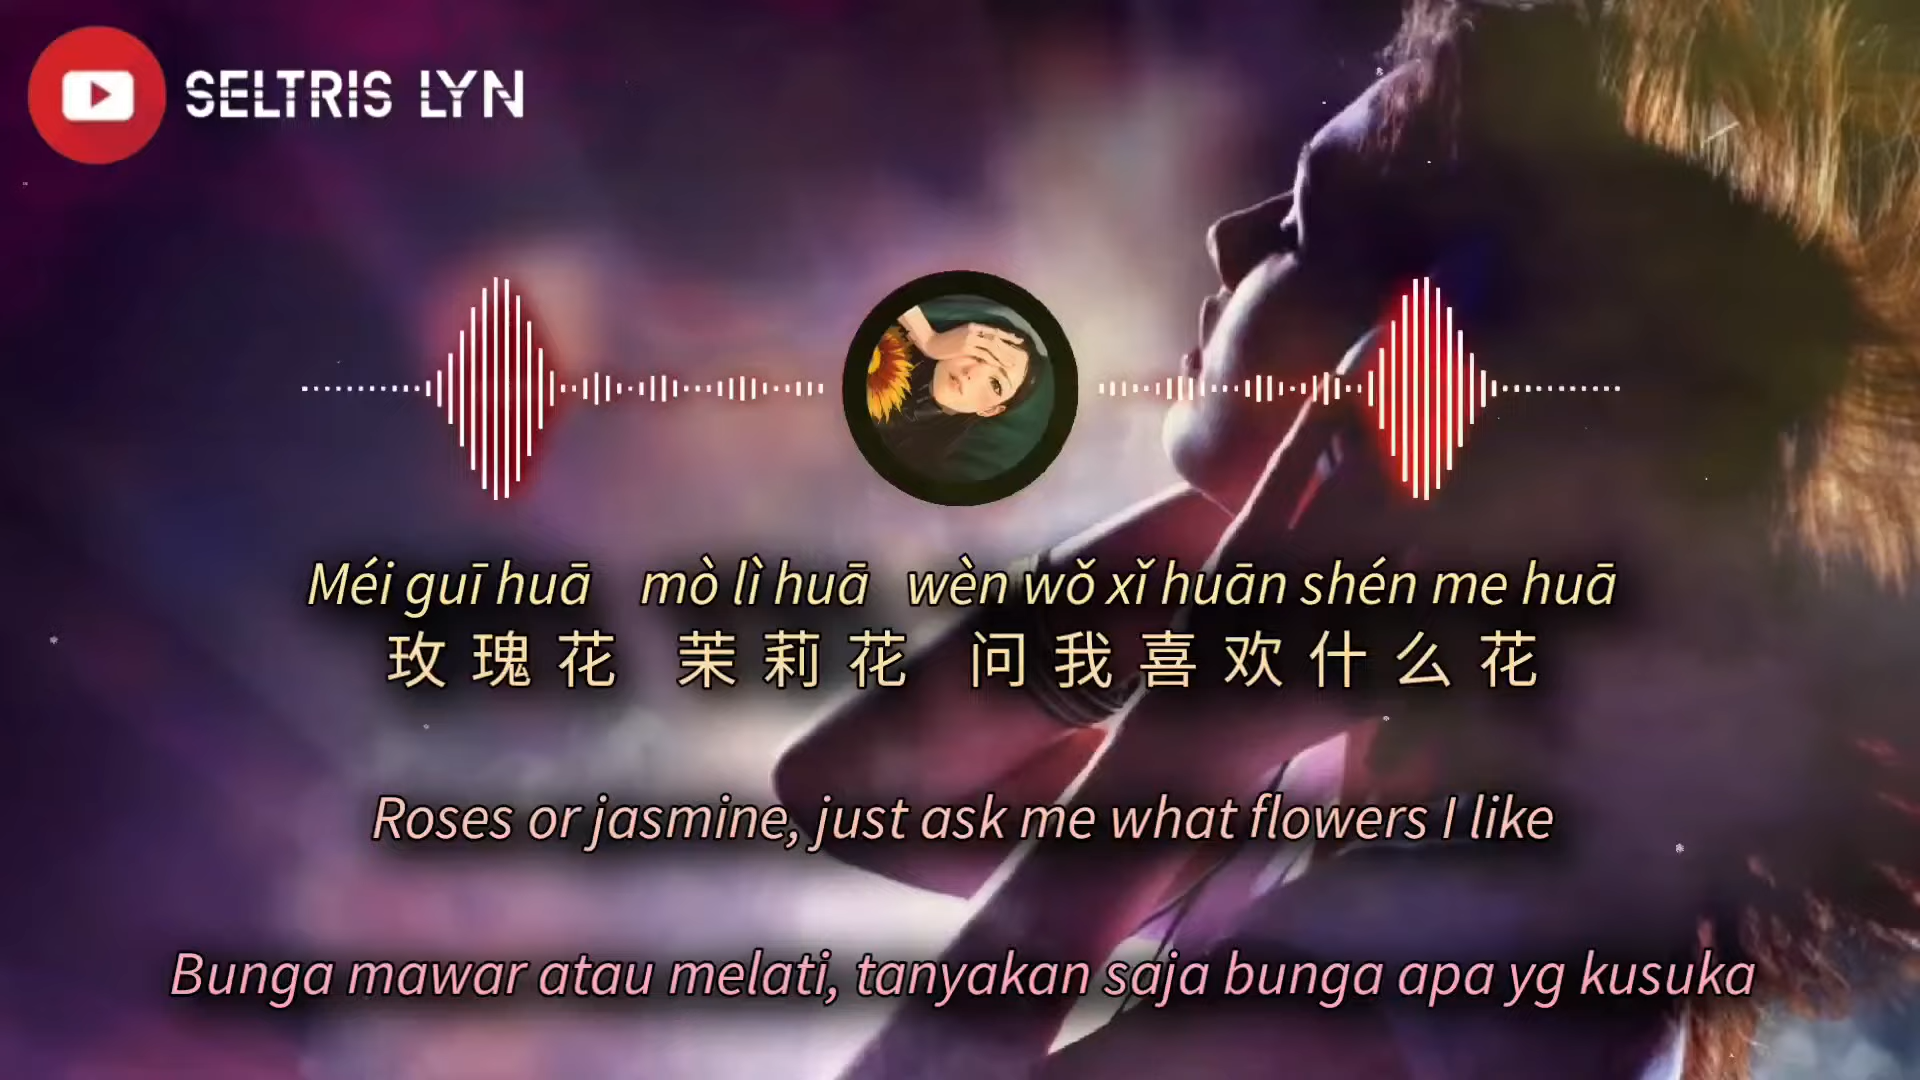 SELTRIS LYN
Méi guī huā mò lì huā wèn wǒ xǐ huān shén me huā
玫瑰花 茉莉花 问我喜欢什么花
Roses or jasmine, just ask me what flowers I like
Bunga mawar atau melati, tanyakan saja bunga apa yg kusuka